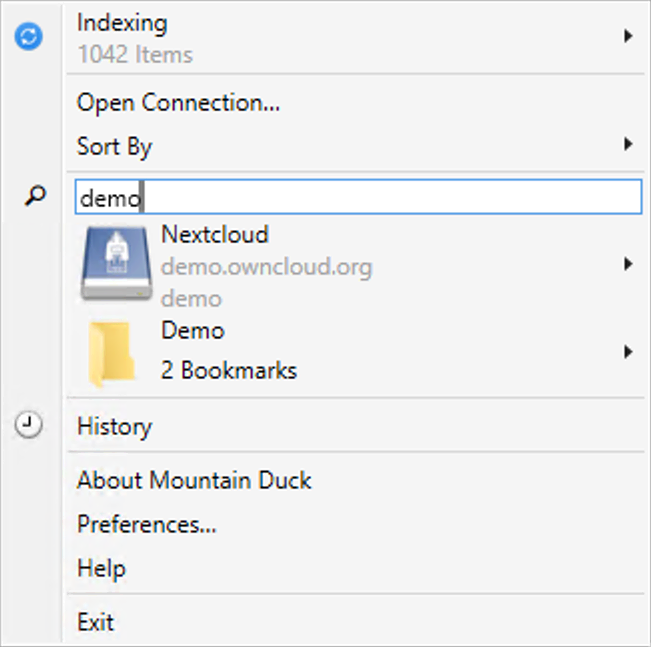 Indexing
1042 Items
Open Connection...
Sort By
demo
Nextcloud
demo.owncloud.org
demo
Demo
2 Bookmarks
History
About Mountain Duck
Preferences...
Help
Exit